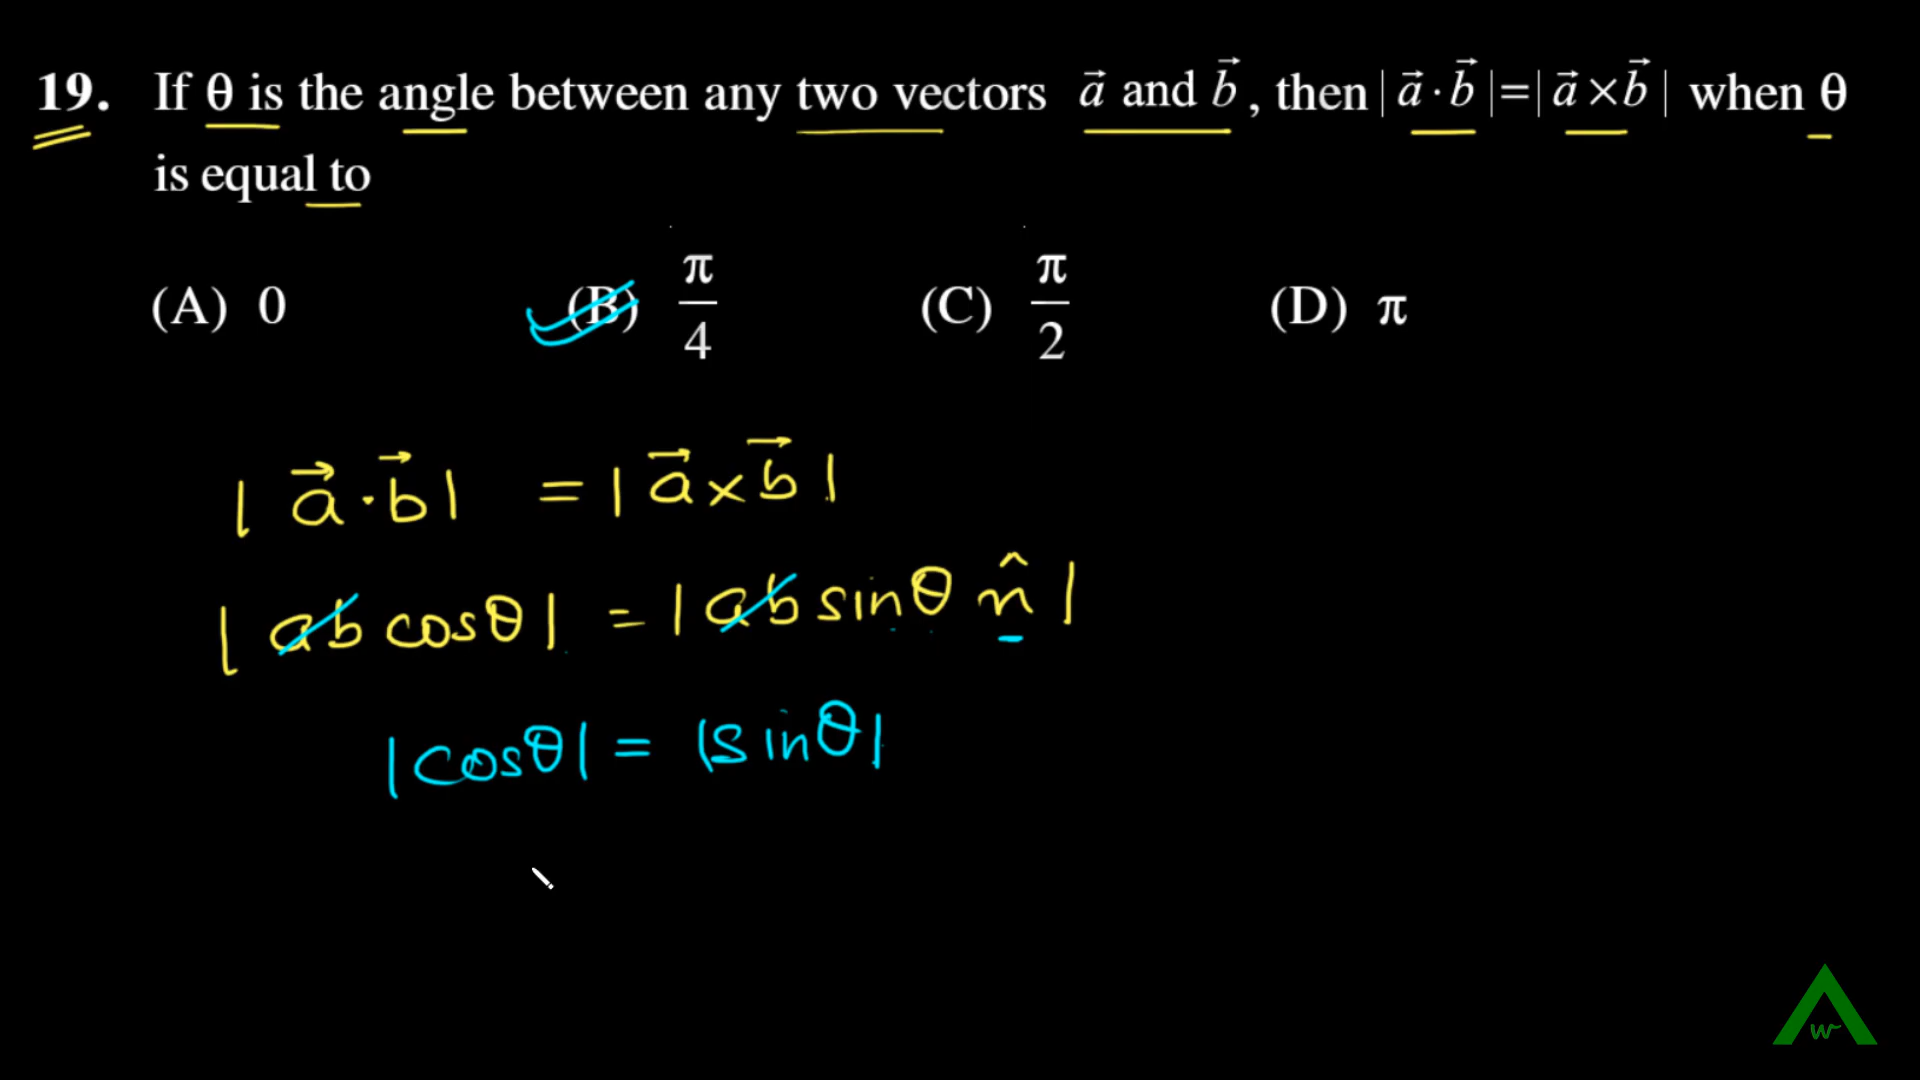 19. If θ is the angle between any two vectors a⃗ and b⃗, then |a⃗·b⃗|=|a⃗×b⃗| when θ
is equal to
(A) 0 (B) π/4 (C) π/2 (D) π
|a⃗·b⃗| = |a⃗×b⃗|
|ab cosθ| = |ab sinθ n̂|
|cosθ| = |sinθ|
w